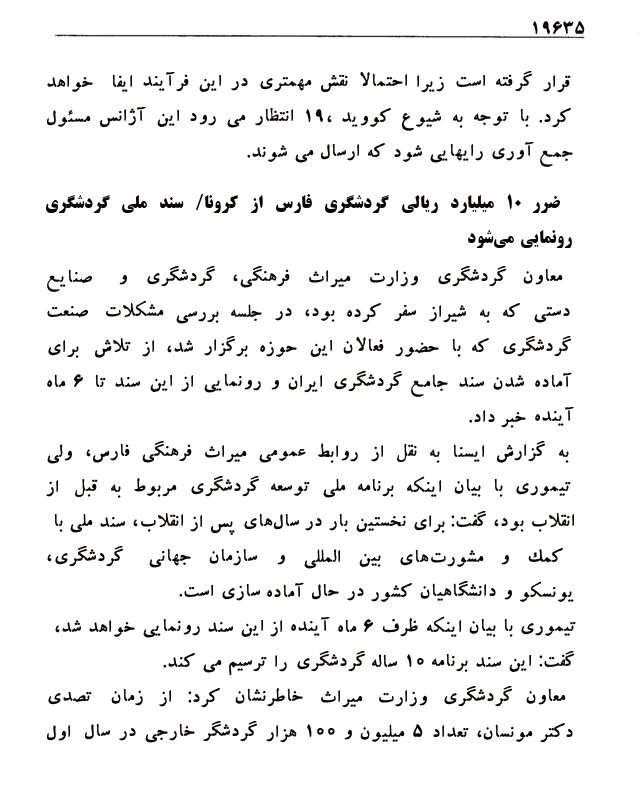 ۱۹۶۳۵
قرار گرفته است زیرا احتمالا نقش مهمتری در این فرآیند ایفا خواهد
کرد. با توجه به شیوع کووید ،۱۹ انتظار می رود این آژانس مسئول
جمع آوری رایهایی شود که ارسال می شوند.
ضرر ۱۰ میلیارد ریالی گردشگری فارس از کرونا/ سند ملی گردشگری
رونمایی می‌شود
معاون گردشگری وزارت میراث فرهنگی، گردشگری و صنایع
دستی که به شیراز سفر کرده بود، در جلسه بررسی مشکلات صنعت
گردشگری که با حضور فعالان این حوزه برگزار شد، از تلاش برای
آماده شدن سند جامع گردشگری ایران و رونمایی از این سند تا ۶ ماه
آینده خبر داد.
به گزارش ایسنا به نقل از روابط عمومی میراث فرهنگی فارس، ولی
تیموری با بیان اینکه برنامه ملی توسعه گردشگری مربوط به قبل از
انقلاب بود، گفت: برای نخستین بار در سال‌های پس از انقلاب، سند ملی با
کمك و مشورت‌های بین المللی و سازمان جهانی گردشگری،
یونسکو و دانشگاهیان کشور در حال آماده سازی است.
تیموری با بیان اینکه ظرف ۶ ماه آینده از این سند رونمایی خواهد شد،
گفت: این سند برنامه ۱۰ ساله گردشگری را ترسیم می کند.
معاون گردشگری وزارت میراث خاطرنشان کرد: از زمان تصدی
دکتر مونسان، تعداد ۵ میلیون و ۱۰۰ هزار گردشگر خارجی در سال اول